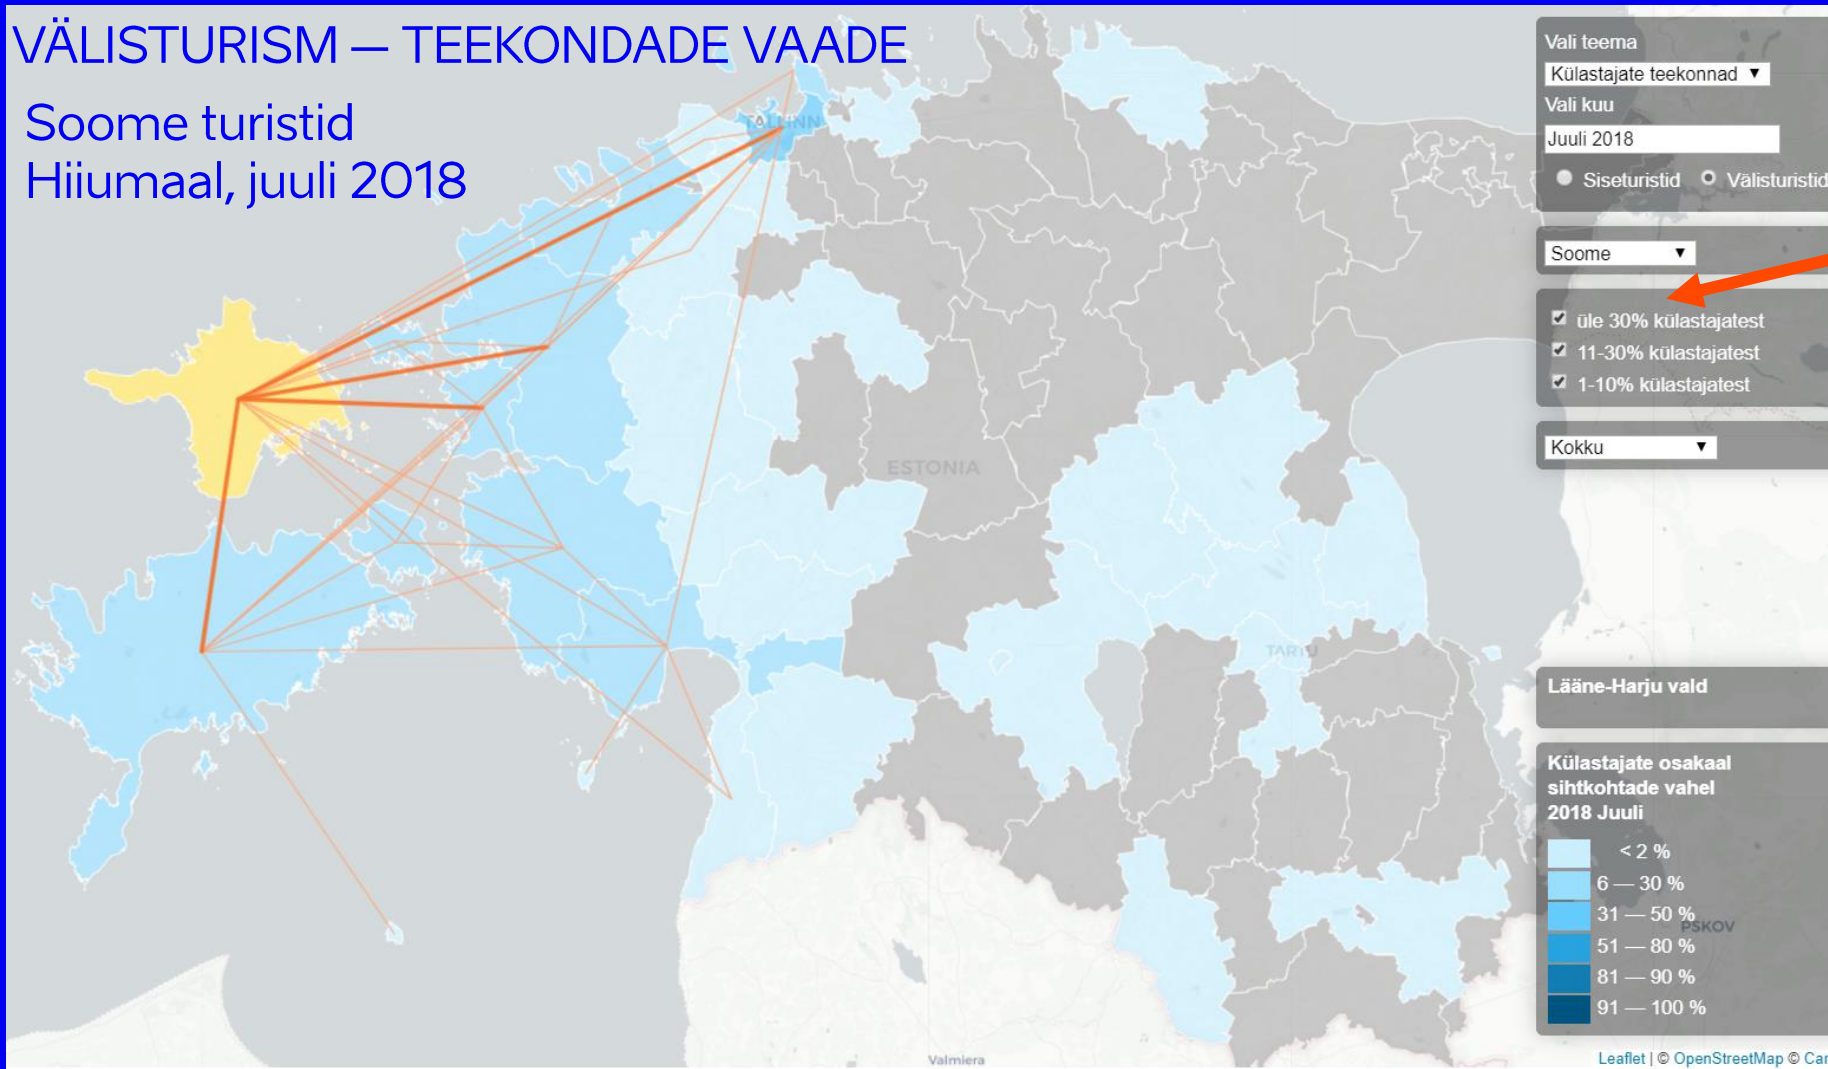 VÄLISTURISM — TEEKONDADE VAADE
Soome turistid
Hiiumaal, juuli 2018
TALLINN
ESTONIA
TARTU
PSKOV
Valmiera
Vali teema
Külastajate teekonnad
Vali kuu
Juuli 2018
Siseturistid
Välisturistid
Soome
üle 30% külastajatest
11-30% külastajatest
1-10% külastajatest
Kokku
Lääne-Harju vald
Külastajate osakaal
sihtkohtade vahel
2018 Juuli
< 2 %
6 — 30 %
31 — 50 %
51 — 80 %
81 — 90 %
91 — 100 %
Leaflet | © OpenStreetMap © Car